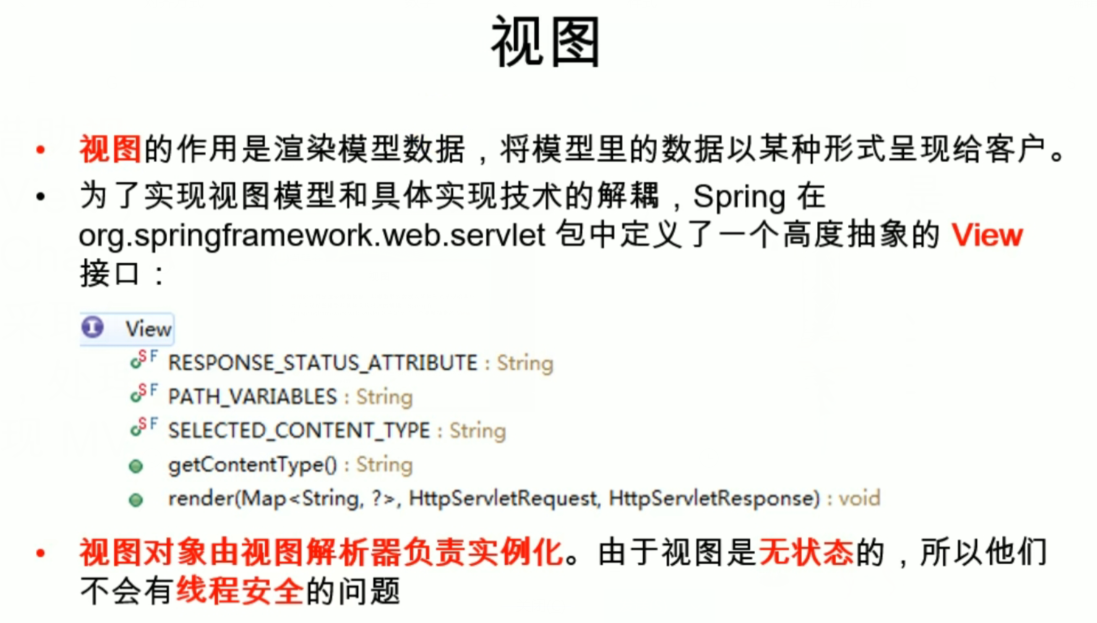 视图
• 视图的作用是渲染模型数据，将模型里的数据以某种形式呈现给客户。
• 为了实现视图模型和具体实现技术的解耦，Spring 在
org.springframework.web.servlet 包中定义了一个高度抽象的 View
接口：
I View
SF RESPONSE_STATUS_ATTRIBUTE : String
SF PATH_VARIABLES : String
SF SELECTED_CONTENT_TYPE : String
getContentType() : String
render(Map<String, ?>, HttpServletRequest, HttpServletResponse) : void
• 视图对象由视图解析器负责实例化。由于视图是无状态的，所以他们
不会有线程安全的问题